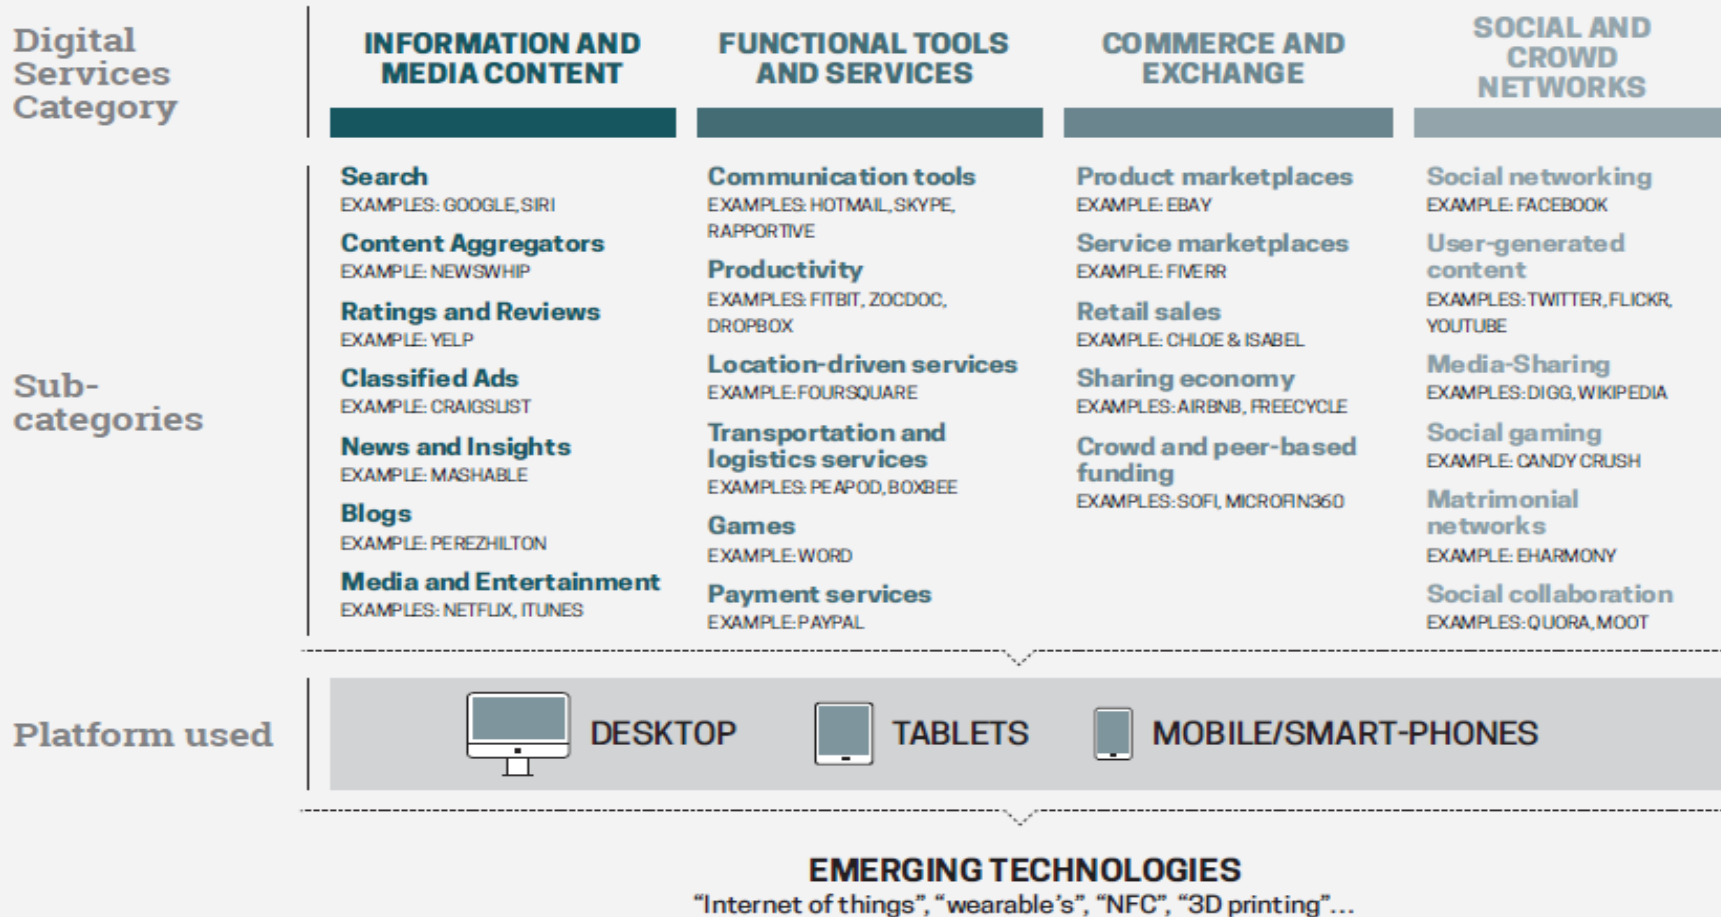 Digital
Services
Category
INFORMATION AND
MEDIA CONTENT
FUNCTIONAL TOOLS
AND SERVICES
COMMERCE AND
EXCHANGE
SOCIAL AND
CROWD
NETWORKS
Sub-
categories
Search
EXAMPLES: GOOGLE, SIRI
Content Aggregators
EXAMPLE: NEWSWHIP
Ratings and Reviews
EXAMPLE: YELP
Classified Ads
EXAMPLE: CRAIGSLIST
News and Insights
EXAMPLE: MASHABLE
Blogs
EXAMPLE: PEREZHILTON
Media and Entertainment
EXAMPLES: NETFLIX, ITUNES
Communication tools
EXAMPLES: HOTMAIL, SKYPE,
RAPPORTIVE
Productivity
EXAMPLES: FITBIT, ZOCDOC,
DROPBOX
Location-driven services
EXAMPLE: FOURSQUARE
Transportation and
logistics services
EXAMPLES: PEAPOD, BOXBEE
Games
EXAMPLE: WORD
Payment services
EXAMPLE: PAYPAL
Product marketplaces
EXAMPLE: EBAY
Service marketplaces
EXAMPLE: FIVERR
Retail sales
EXAMPLE: CHLOE & ISABEL
Sharing economy
EXAMPLES: AIRBNB, FREECYCLE
Crowd and peer-based
funding
EXAMPLES: SOFI, MICROFIN360
Social networking
EXAMPLE: FACEBOOK
User-generated
content
EXAMPLES: TWITTER, FLICKR,
YOUTUBE
Media-Sharing
EXAMPLES: DIGG, WIKIPEDIA
Social gaming
EXAMPLE: CANDY CRUSH
Matrimonial
networks
EXAMPLE: EHARMONY
Social collaboration
EXAMPLES: QUORA, MOOT
Platform used
DESKTOP
TABLETS
MOBILE/SMART-PHONES
EMERGING TECHNOLOGIES
“Internet of things”, “wearable’s”, “NFC”, “3D printing”...